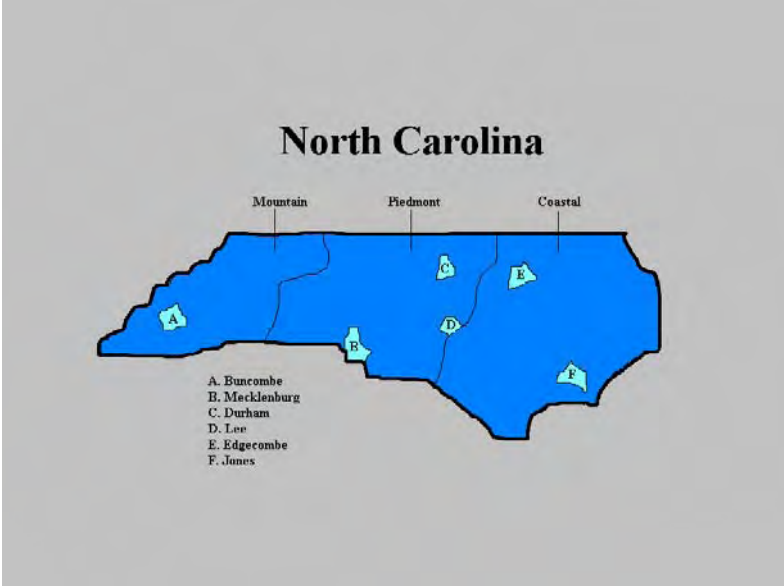 North Carolina
Mountain Piedmont Coastal
C
E
A
D
B
F
A. Buncombe
B. Mecklenburg
C. Durham
D. Lee
E. Edgecombe
F. Jones